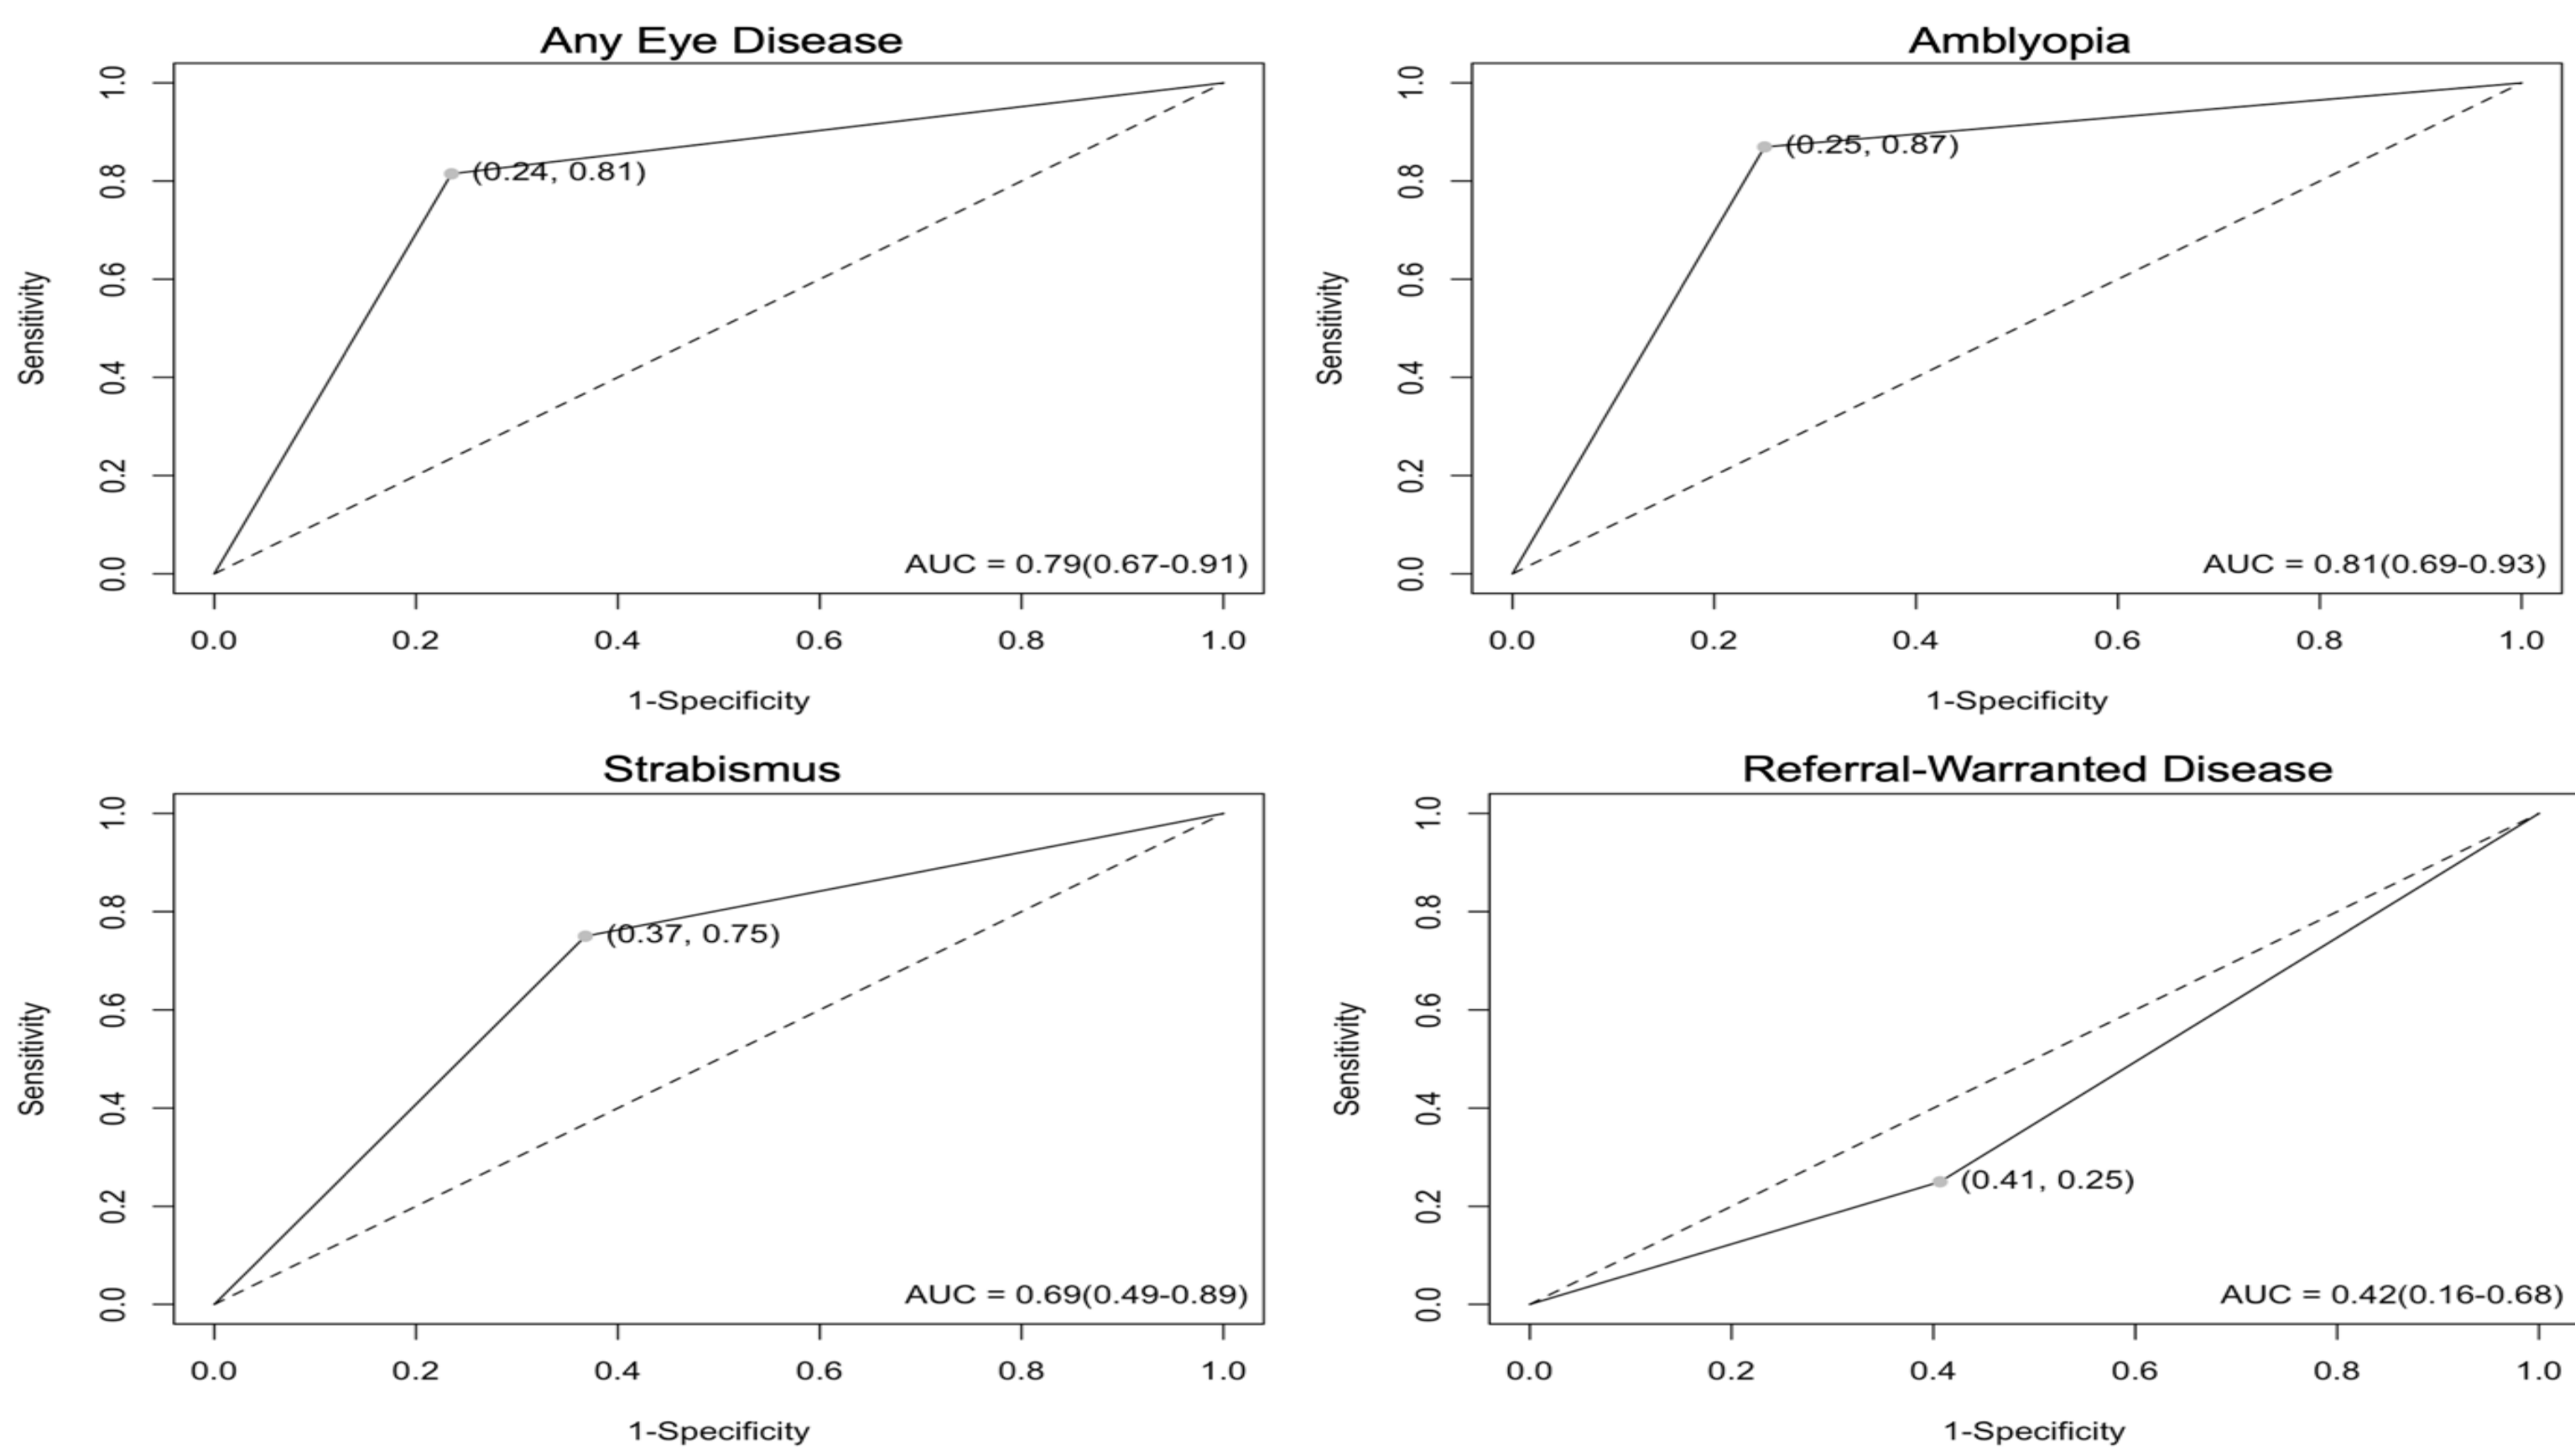 Any Eye Disease
Sensitivity
1.0
0.8
0.6
0.4
0.2
0.0
(0.24, 0.81)
AUC = 0.79(0.67-0.91)
0.0 0.2 0.4 0.6 0.8 1.0
1-Specificity
Amblyopia
Sensitivity
1.0
0.8
0.6
0.4
0.2
0.0
(0.25, 0.87)
AUC = 0.81(0.69-0.93)
0.0 0.2 0.4 0.6 0.8 1.0
1-Specificity
Strabismus
Sensitivity
1.0
0.8
0.6
0.4
0.2
0.0
(0.37, 0.75)
AUC = 0.69(0.49-0.89)
0.0 0.2 0.4 0.6 0.8 1.0
1-Specificity
Referral-Warranted Disease
Sensitivity
1.0
0.8
0.6
0.4
0.2
0.0
(0.41, 0.25)
AUC = 0.42(0.16-0.68)
0.0 0.2 0.4 0.6 0.8 1.0
1-Specificity